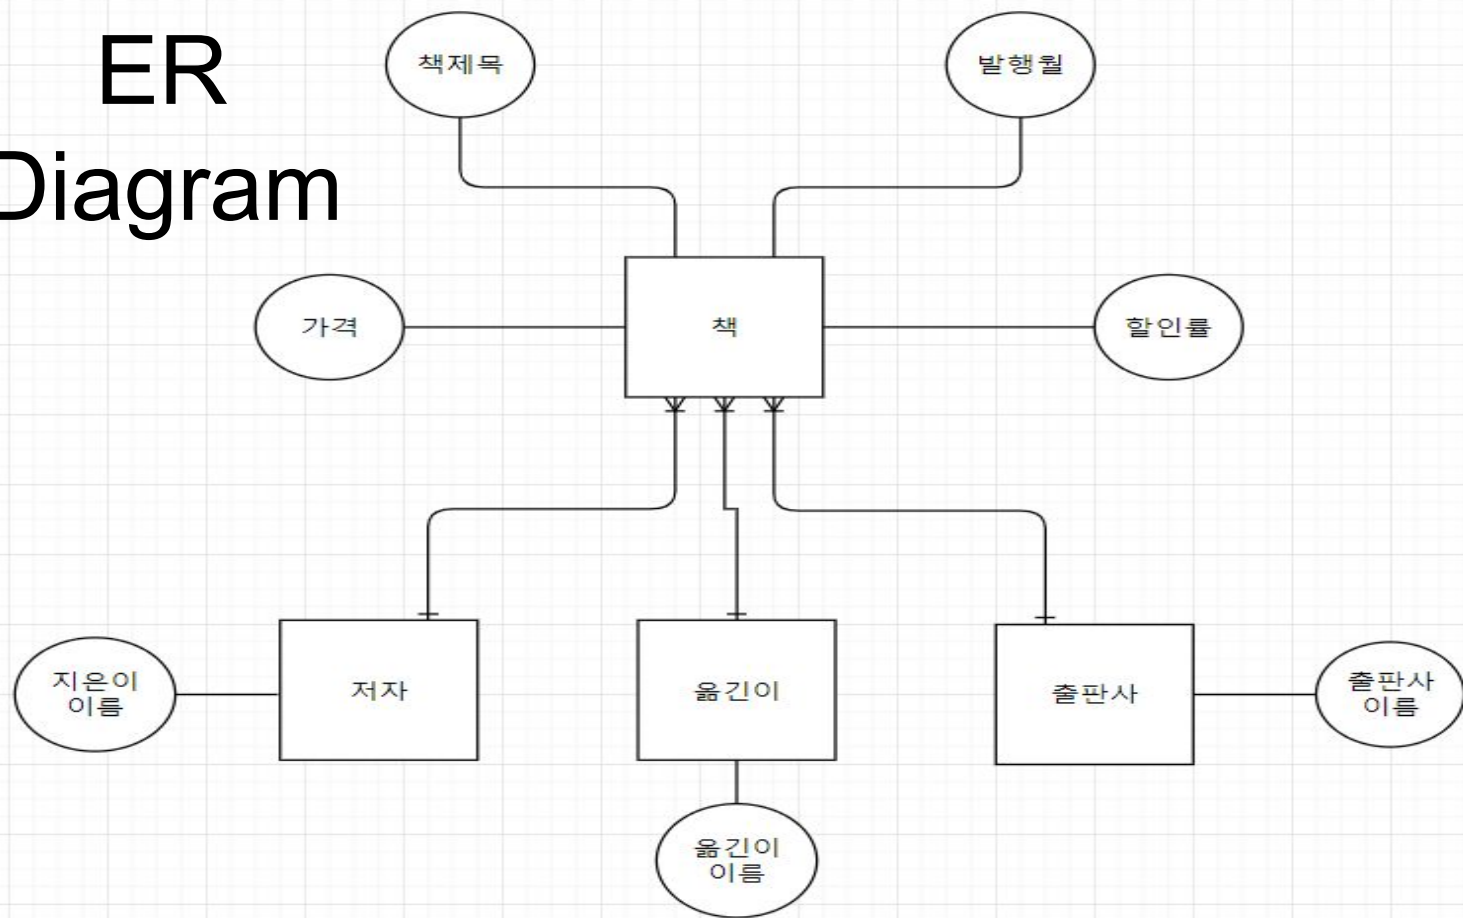 ER
Diagram
책제목
발행월
가격
책
할인률
지은이
이름
저자
옮긴이
출판사
출판사
이름
옮긴이
이름